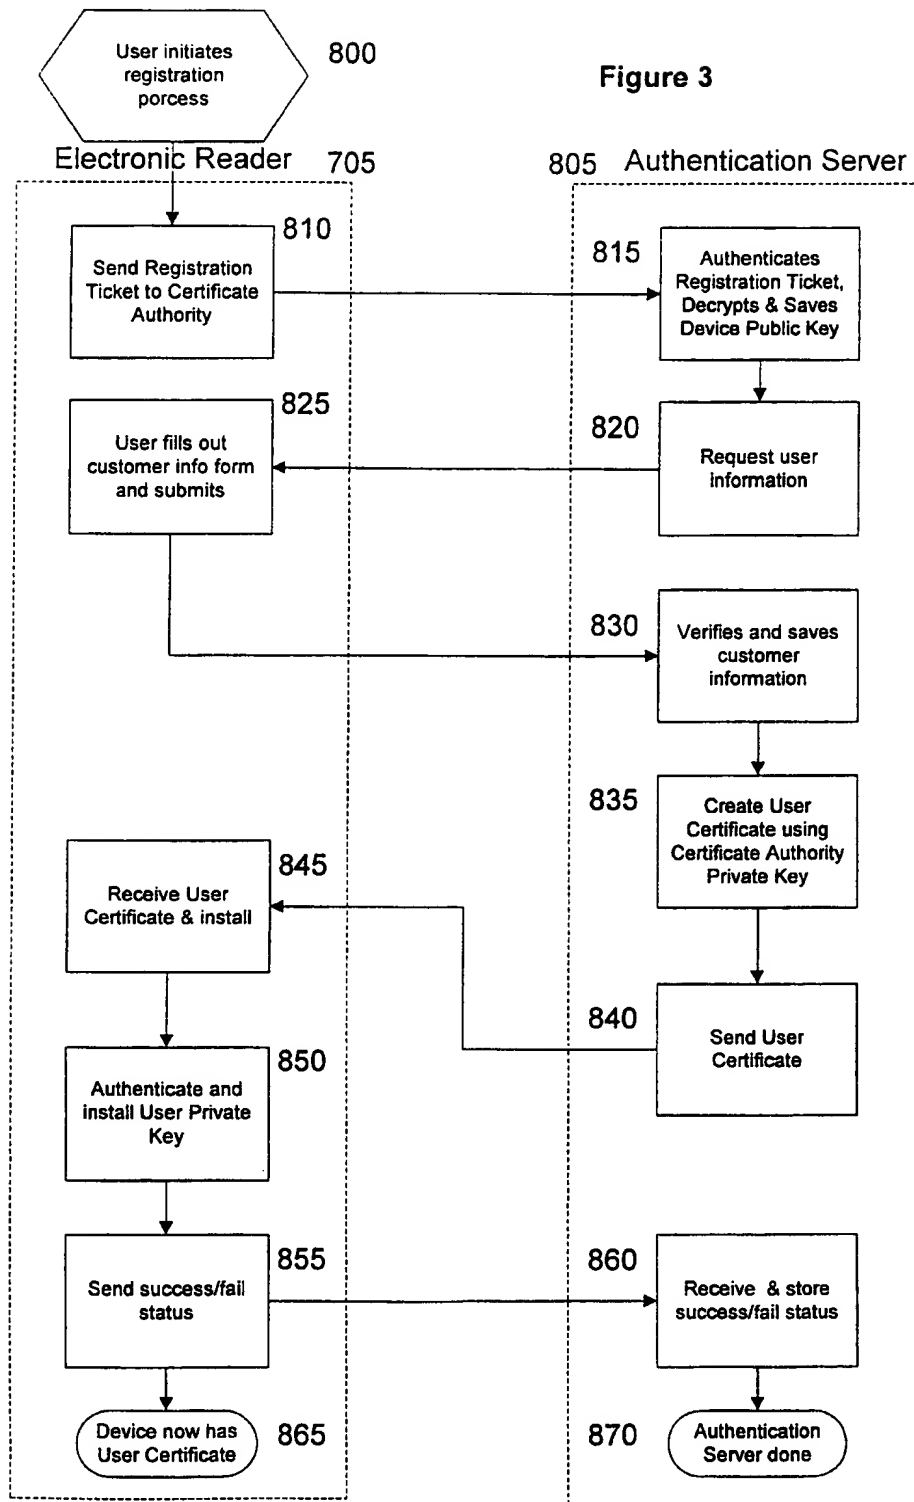 User initiates
registration
porcess
800
Figure 3
Electronic Reader
705
805
Authentication Server
810
Send Registration
Ticket to Certificate
Authority
815
Authenticates
Registration Ticket,
Decrypts & Saves
Device Public Key
825
User fills out
customer info form
and submits
820
Request user
information
830
Verifies and saves
customer
information
835
Create User
Certificate using
Certificate Authority
Private Key
845
Receive User
Certificate & install
840
Send User
Certificate
850
Authenticate and
install User Private
Key
855
Send success/fail
status
860
Receive & store
success/fail status
Device now has
User Certificate
865
870
Authentication
Server done